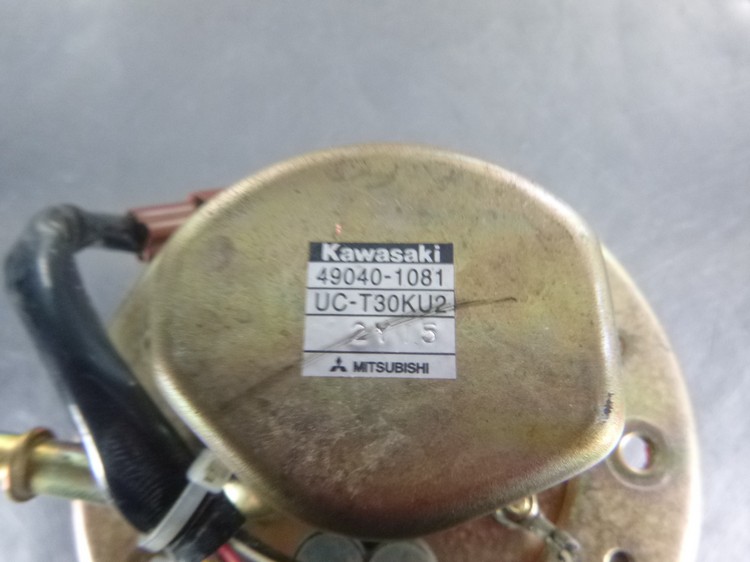 Kawasaki
49040-1081
UC-T30KU2
2Y 5
MITSUBISHI